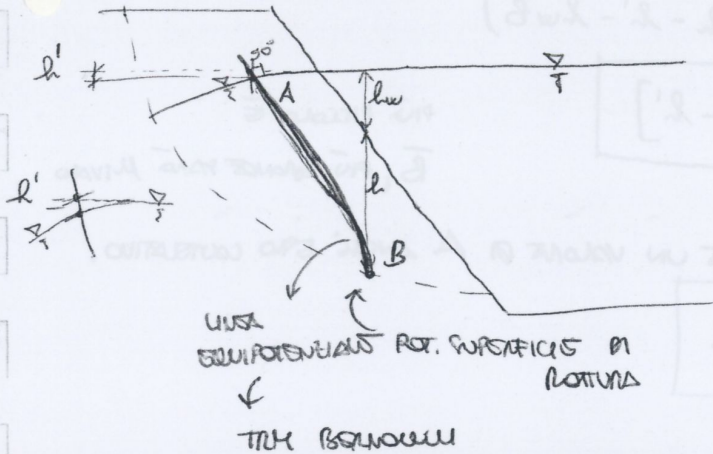 h'
90°
A
hw
h
h'
B
LINEA
EQUIPOTENZIALE
POT. SUPERFICIE DI
ROTTURA
TRM BERNOULLI